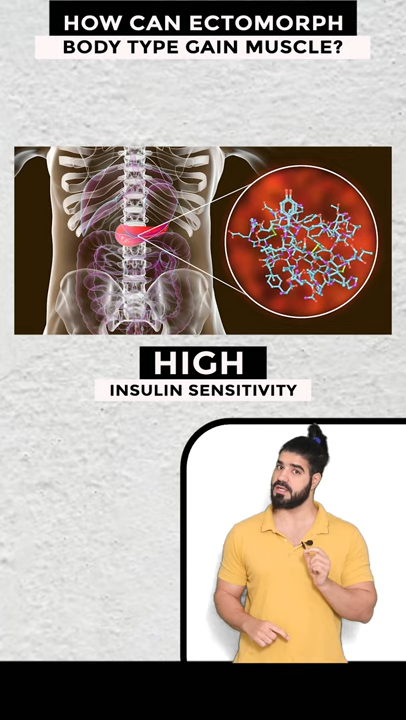 HOW CAN ECTOMORPH
BODY TYPE GAIN MUSCLE?
HIGH
INSULIN SENSITIVITY